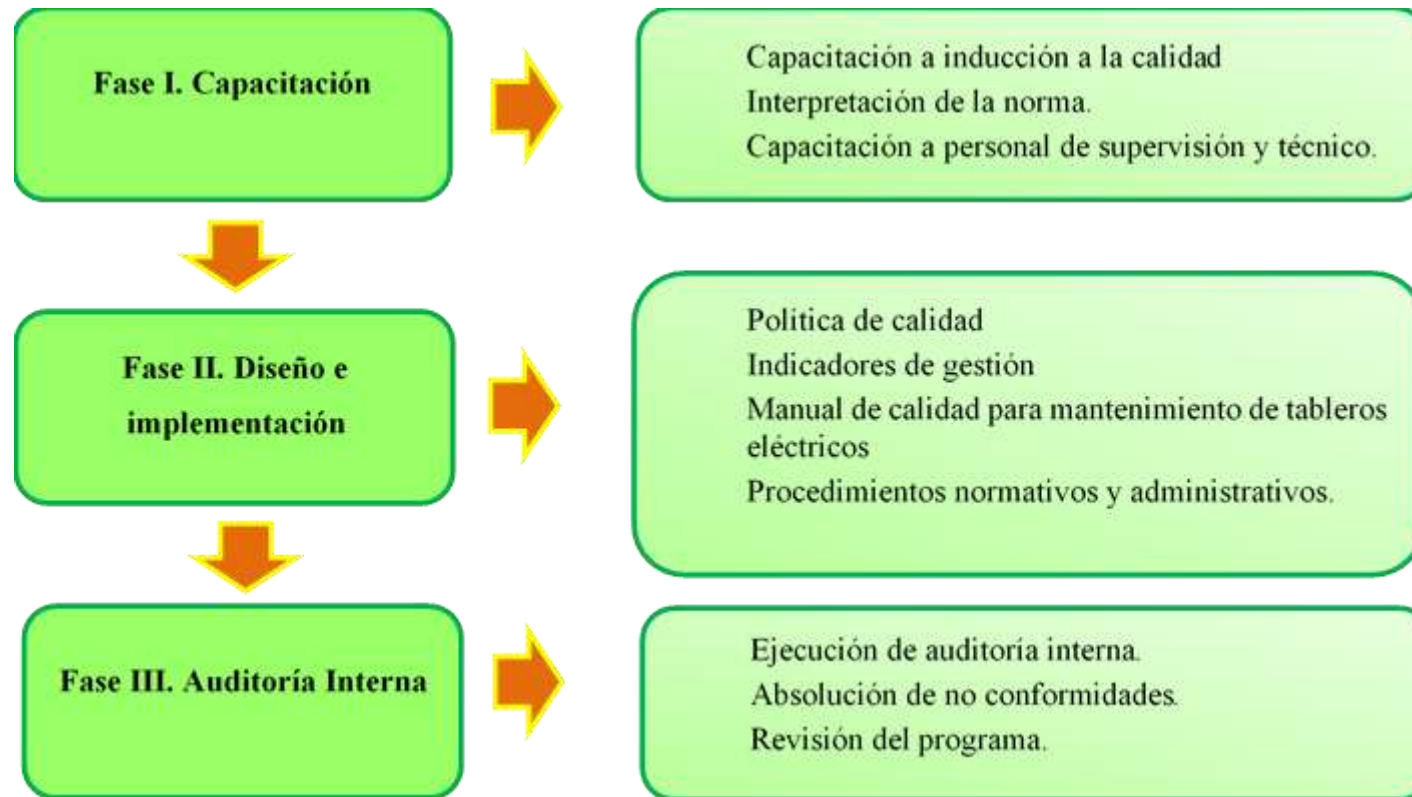 Fase I. Capacitación
Capacitación a inducción a la calidad
Interpretación de la norma.
Capacitación a personal de supervisión y técnico.
Fase II. Diseño e
implementación
Politica de calidad
Indicadores de gestión
Manual de calidad para mantenimiento de tableros
eléctricos
Procedimientos normativos y administrativos.
Fase III. Auditoría Interna
Ejecución de auditoría interna.
Absolución de no conformidades.
Revisión del programa.